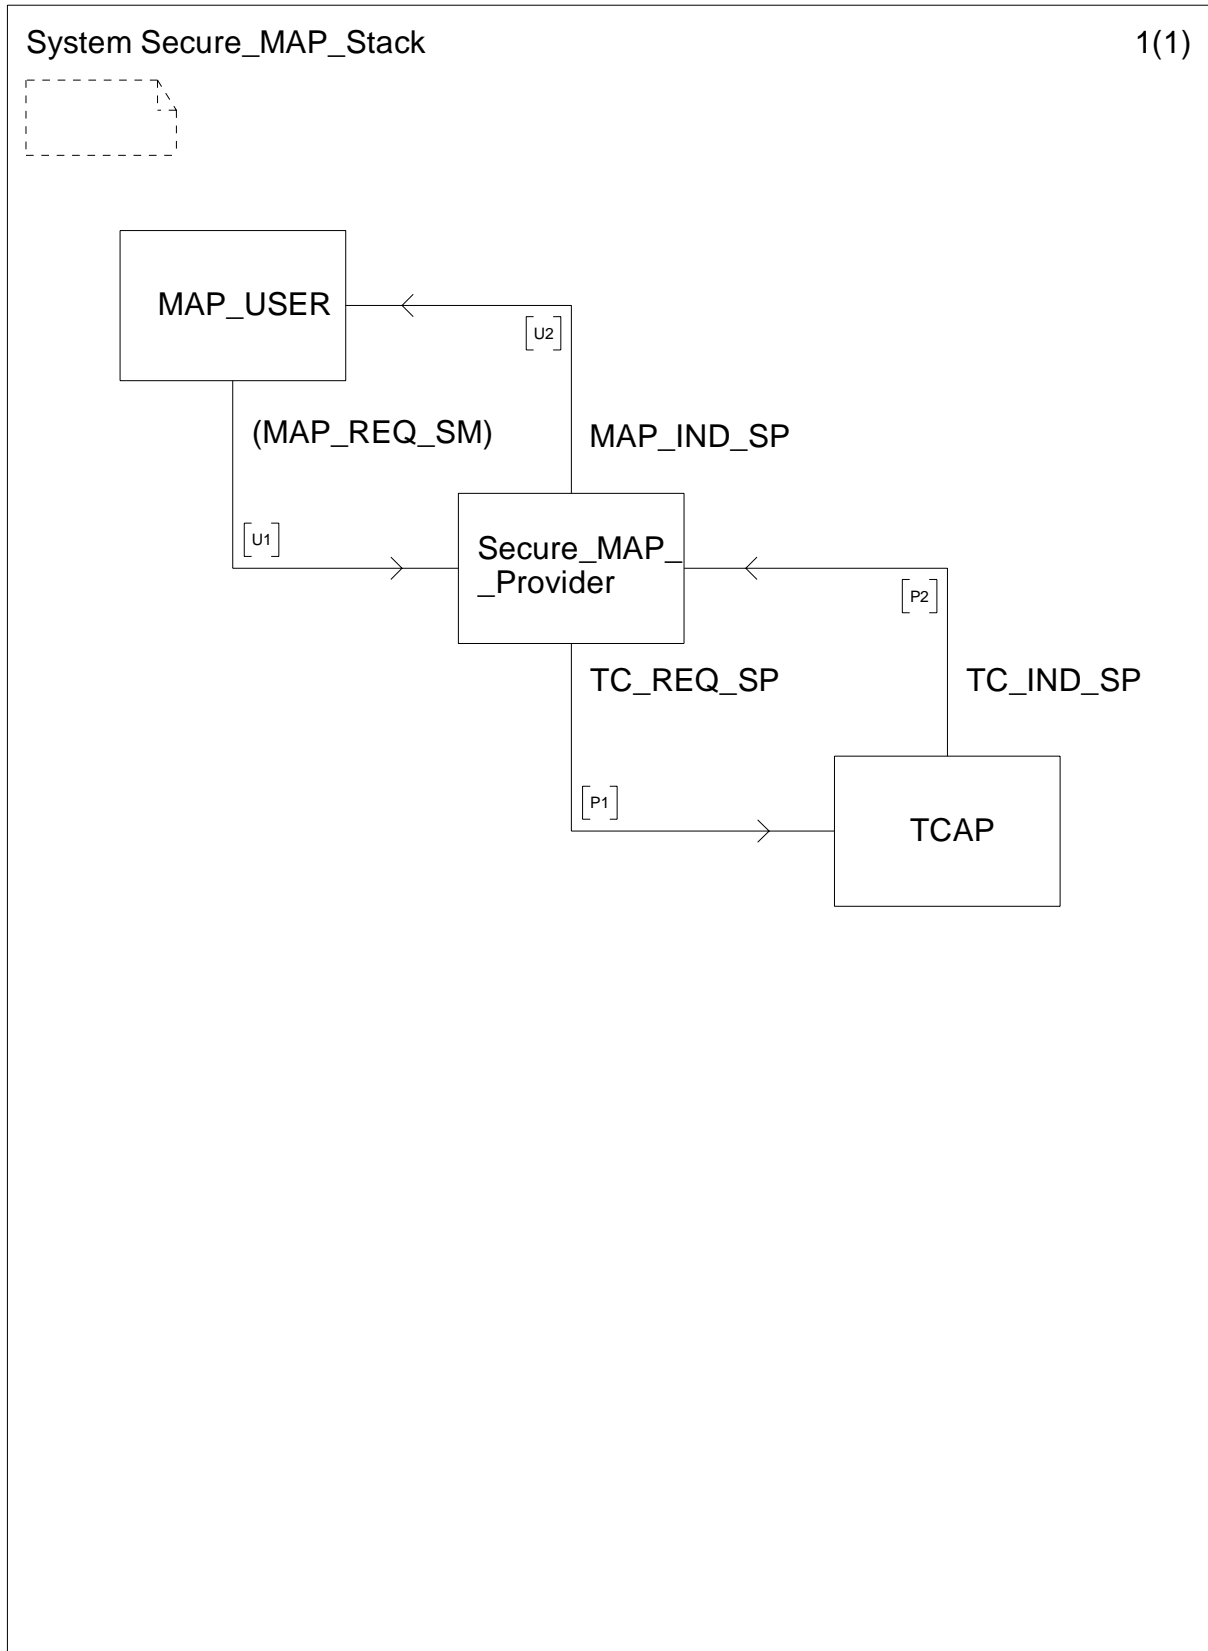 System Secure_MAP_Stack
1(1)
MAP_USER
[U2]
(MAP_REQ_SM)
MAP_IND_SP
[U1]
Secure_MAP_
_Provider
[P2]
TC_REQ_SP
TC_IND_SP
[P1]
TCAP